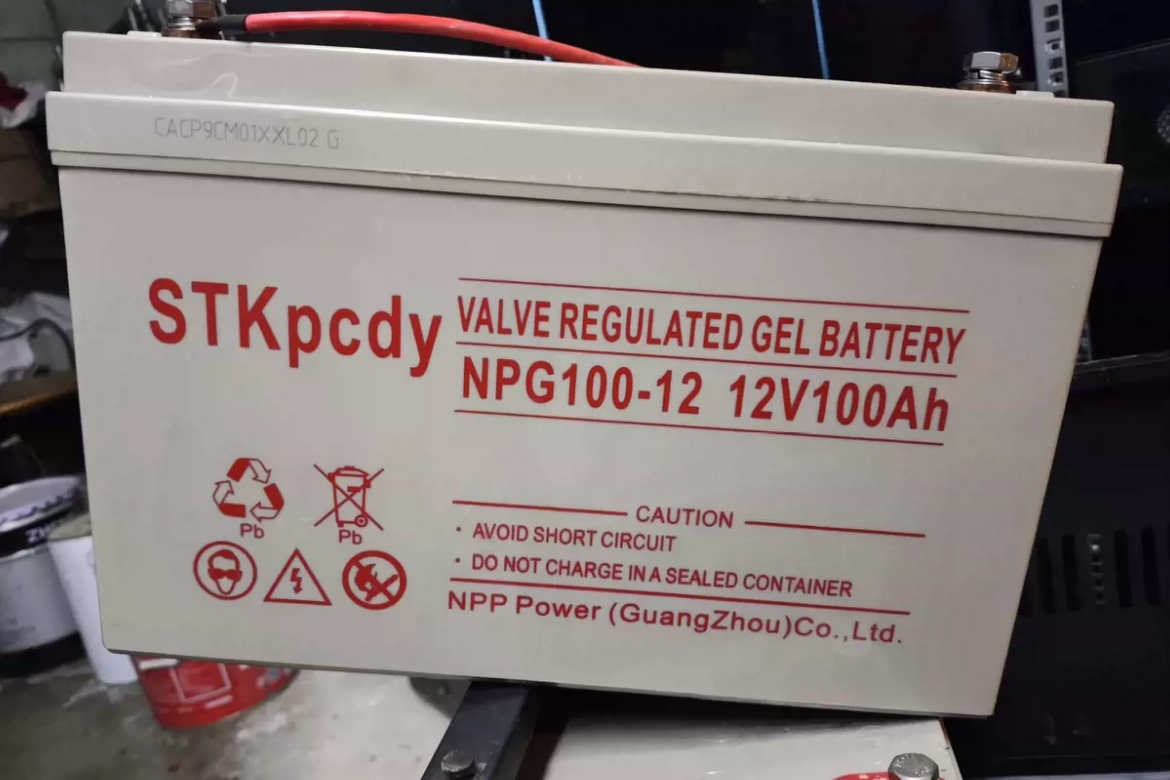 CACP9CM01XXL02 G
STKpcdy
VALVE REGULATED GEL BATTERY
NPG100-12 12V100Ah
Pb
Pb
CAUTION
· AVOID SHORT CIRCUIT
· DO NOT CHARGE IN A SEALED CONTAINER
NPP Power (GuangZhou)Co.,Ltd.